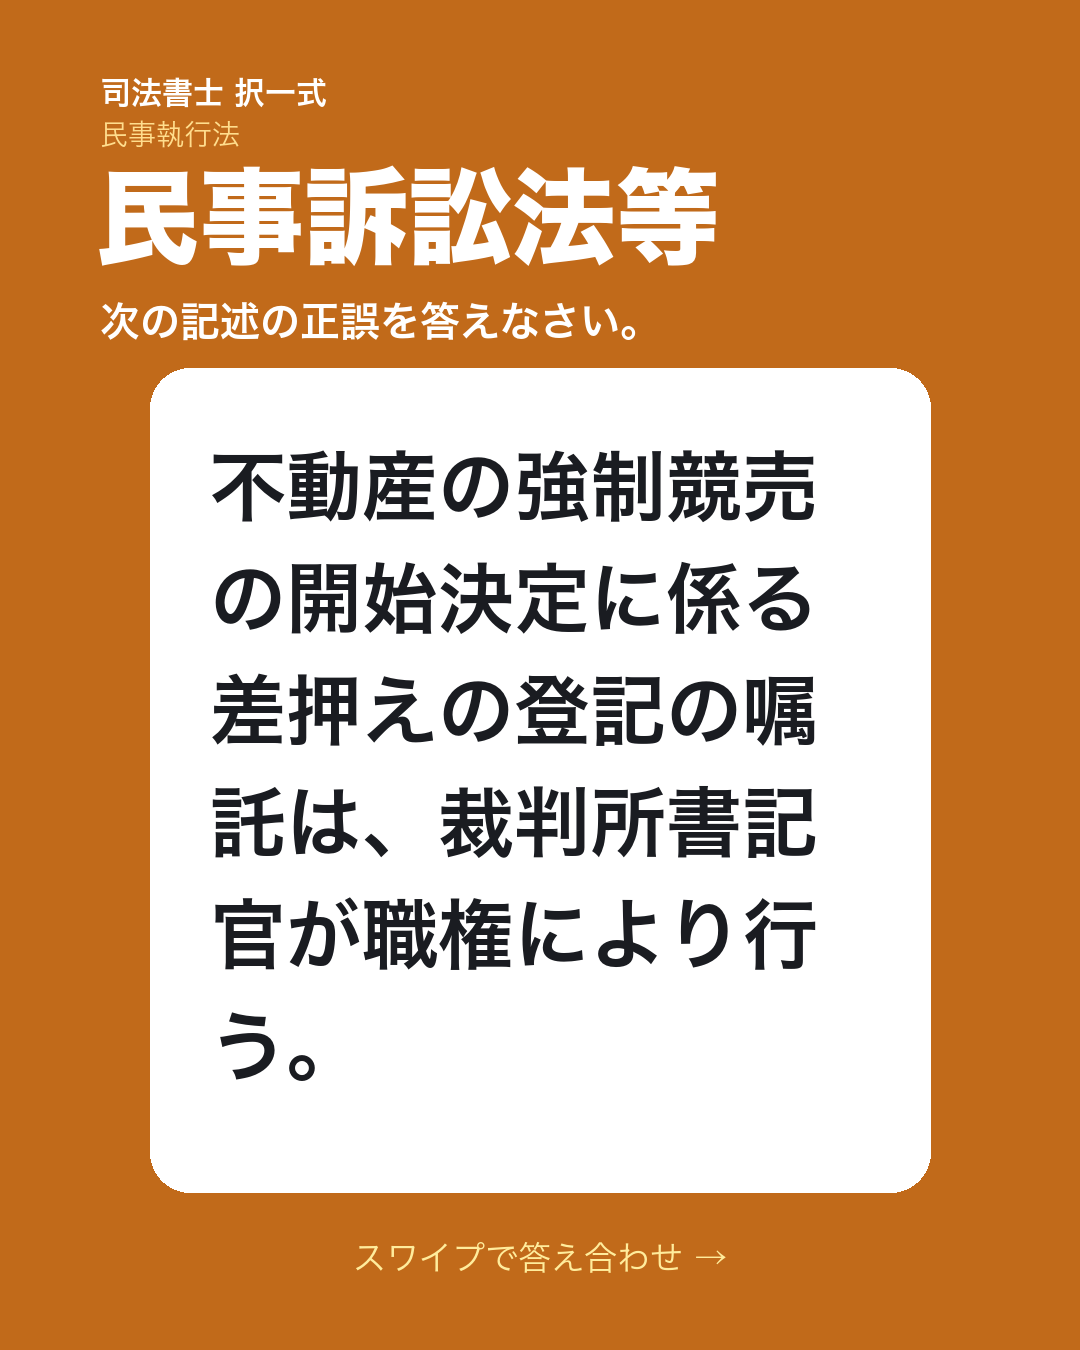 司法書士 択一式
民事執行法
民事訴訟法等
次の記述の正誤を答えなさい。
不動産の強制競売
の開始決定に係る
差押えの登記の嘱
託は、裁判所書記
官が職権により行
う。
スワイプで答え合わせ →